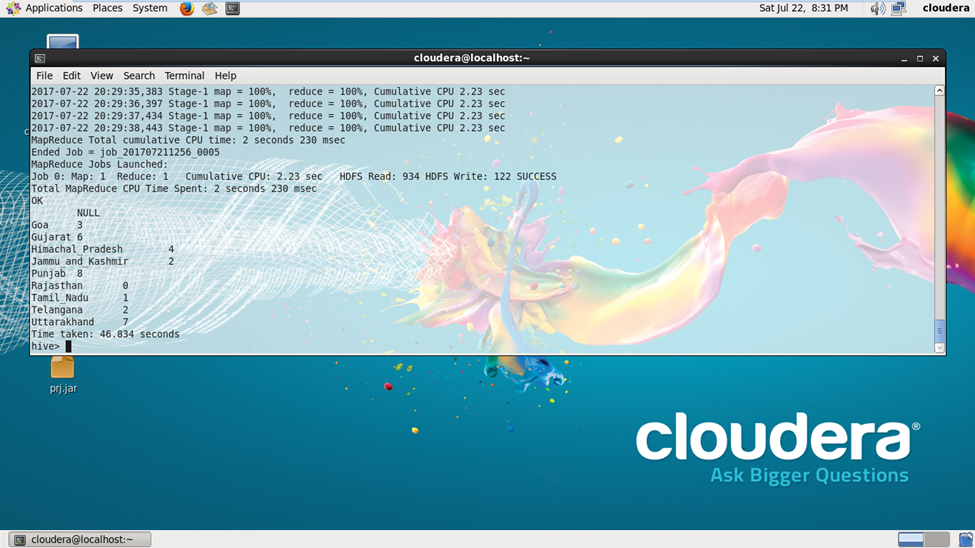 Applications Places System
Sat Jul 22, 8:31 PM
cloudera
cloudera@localhost:~
File Edit View Search Terminal Help
2017-07-22 20:29:35,383 Stage-1 map = 100%,  reduce = 100%, Cumulative CPU 2.23 sec
2017-07-22 20:29:36,397 Stage-1 map = 100%,  reduce = 100%, Cumulative CPU 2.23 sec
2017-07-22 20:29:37,434 Stage-1 map = 100%,  reduce = 100%, Cumulative CPU 2.23 sec
2017-07-22 20:29:38,443 Stage-1 map = 100%,  reduce = 100%, Cumulative CPU 2.23 sec
MapReduce Total cumulative CPU time: 2 seconds 230 msec
Ended Job = job_201707211256_0005
MapReduce Jobs Launched:
Job 0: Map: 1  Reduce: 1   Cumulative CPU: 2.23 sec   HDFS Read: 934 HDFS Write: 122 SUCCESS
Total MapReduce CPU Time Spent: 2 seconds 230 msec
OK
NULL
Goa 3
Gujarat 6
Himachal_Pradesh 4
Jammu_and_Kashmir 2
Punjab 8
Rajasthan 0
Tamil_Nadu 1
Telangana 2
Uttarakhand 7
Time taken: 46.834 seconds
hive>
prj.jar
cloudera®
Ask Bigger Questions
cloudera@localhost:~